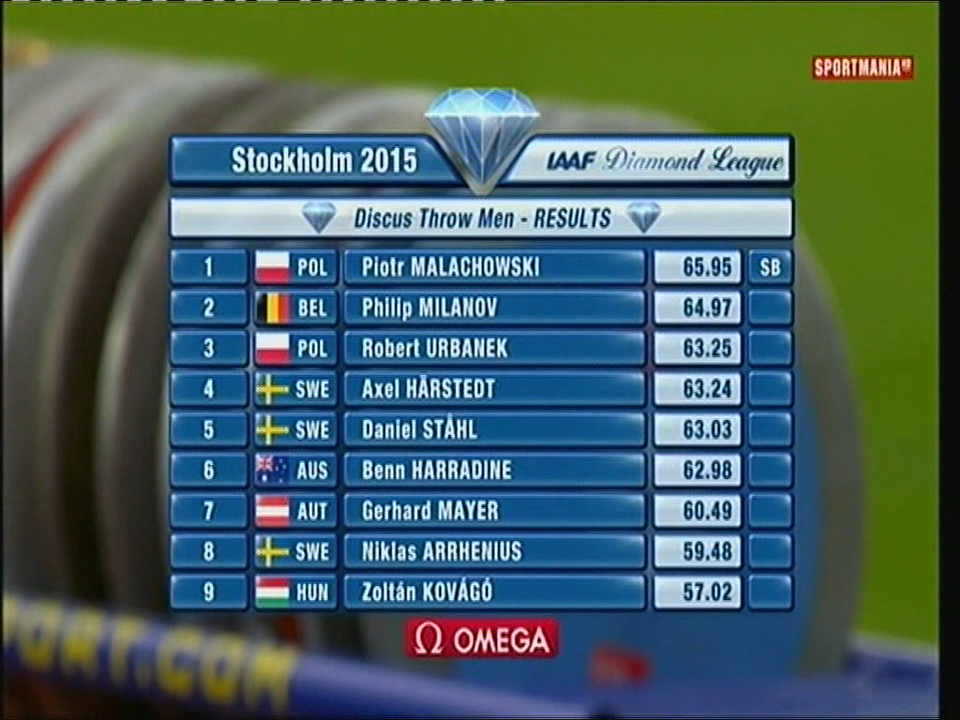 SPORTMANIA
Stockholm 2015 IAAF Diamond League
Discus Throw Men - RESULTS
1 POL Piotr MALACHOWSKI 65.95 SB
2 BEL Philip MILANOV 64.97
3 POL Robert URBANEK 63.25
4 SWE Axel HÄRSTEDT 63.24
5 SWE Daniel STÅHL 63.03
6 AUS Benn HARRADINE 62.98
7 AUT Gerhard MAYER 60.49
8 SWE Niklas ARRHENIUS 59.48
9 HUN Zoltán KOVÁGÓ 57.02
Ω OMEGA
PORT.COM